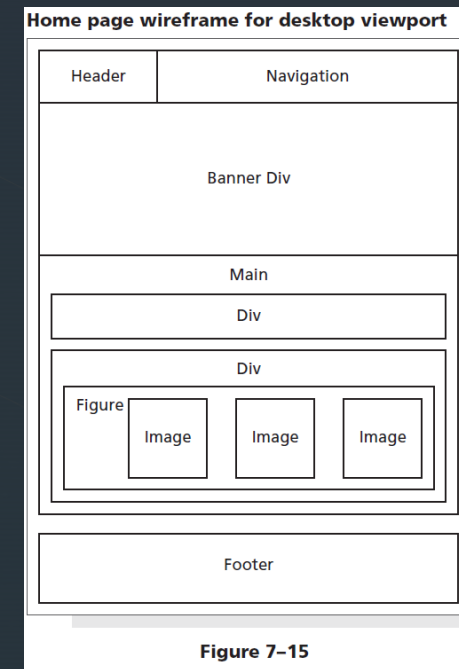 Home page wireframe for desktop viewport
Header Navigation
Banner Div
Main
Div
Div
Figure
Image Image Image
Footer
Figure 7–15